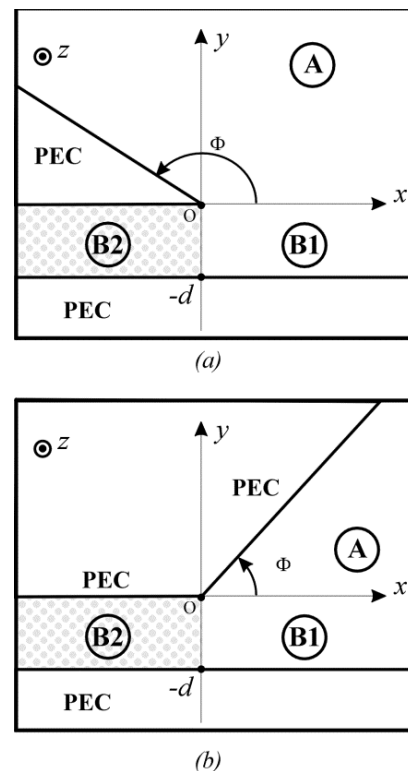 y
z
A
Φ
PEC
x
O
B2
B1
-d
PEC
(a)
y
z
PEC
A
Φ
PEC
x
O
B2
B1
-d
PEC
(b)